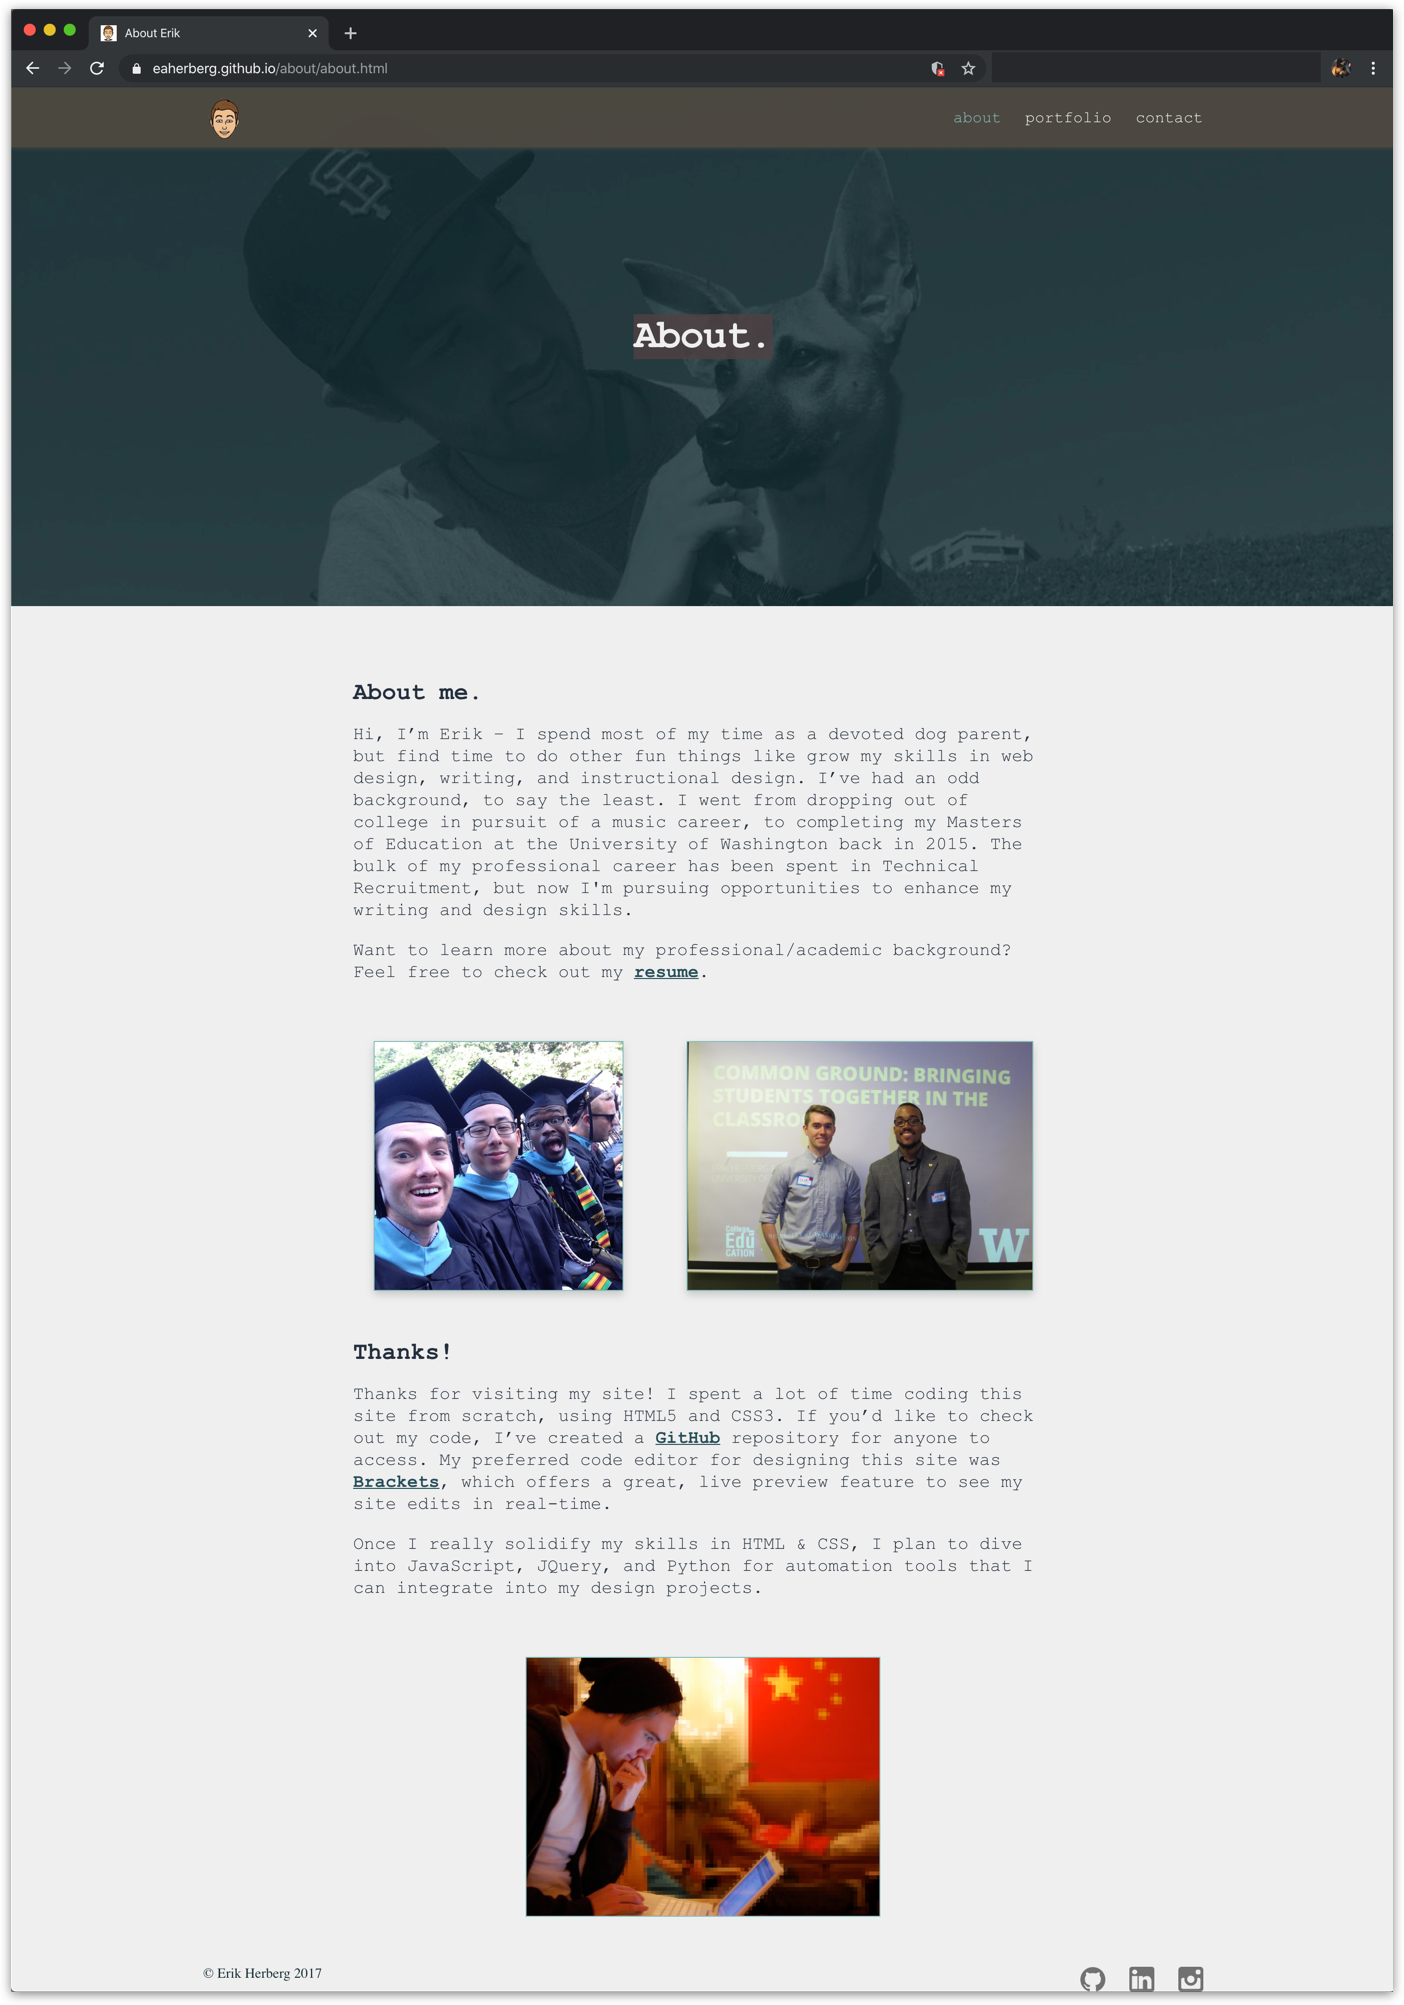 About Erik
eaherberg.github.io/about/about.html
about portfolio contact
SF
About.
About me.
Hi, I’m Erik – I spend most of my time as a devoted dog parent,
but find time to do other fun things like grow my skills in web
design, writing, and instructional design. I’ve had an odd
background, to say the least. I went from dropping out of
college in pursuit of a music career, to completing my Masters
of Education at the University of Washington back in 2015. The
bulk of my professional career has been spent in Technical
Recruitment, but now I'm pursuing opportunities to enhance my
writing and design skills.
Want to learn more about my professional/academic background?
Feel free to check out my resume.
COMMON GROUND: BRINGING
STUDENTS TOGETHER IN THE
CLASSRO
College
Edu
CATION
W
Thanks!
Thanks for visiting my site! I spent a lot of time coding this
site from scratch, using HTML5 and CSS3. If you’d like to check
out my code, I’ve created a GitHub repository for anyone to
access. My preferred code editor for designing this site was
Brackets, which offers a great, live preview feature to see my
site edits in real-time.
Once I really solidify my skills in HTML & CSS, I plan to dive
into JavaScript, JQuery, and Python for automation tools that I
can integrate into my design projects.
© Erik Herberg 2017
in